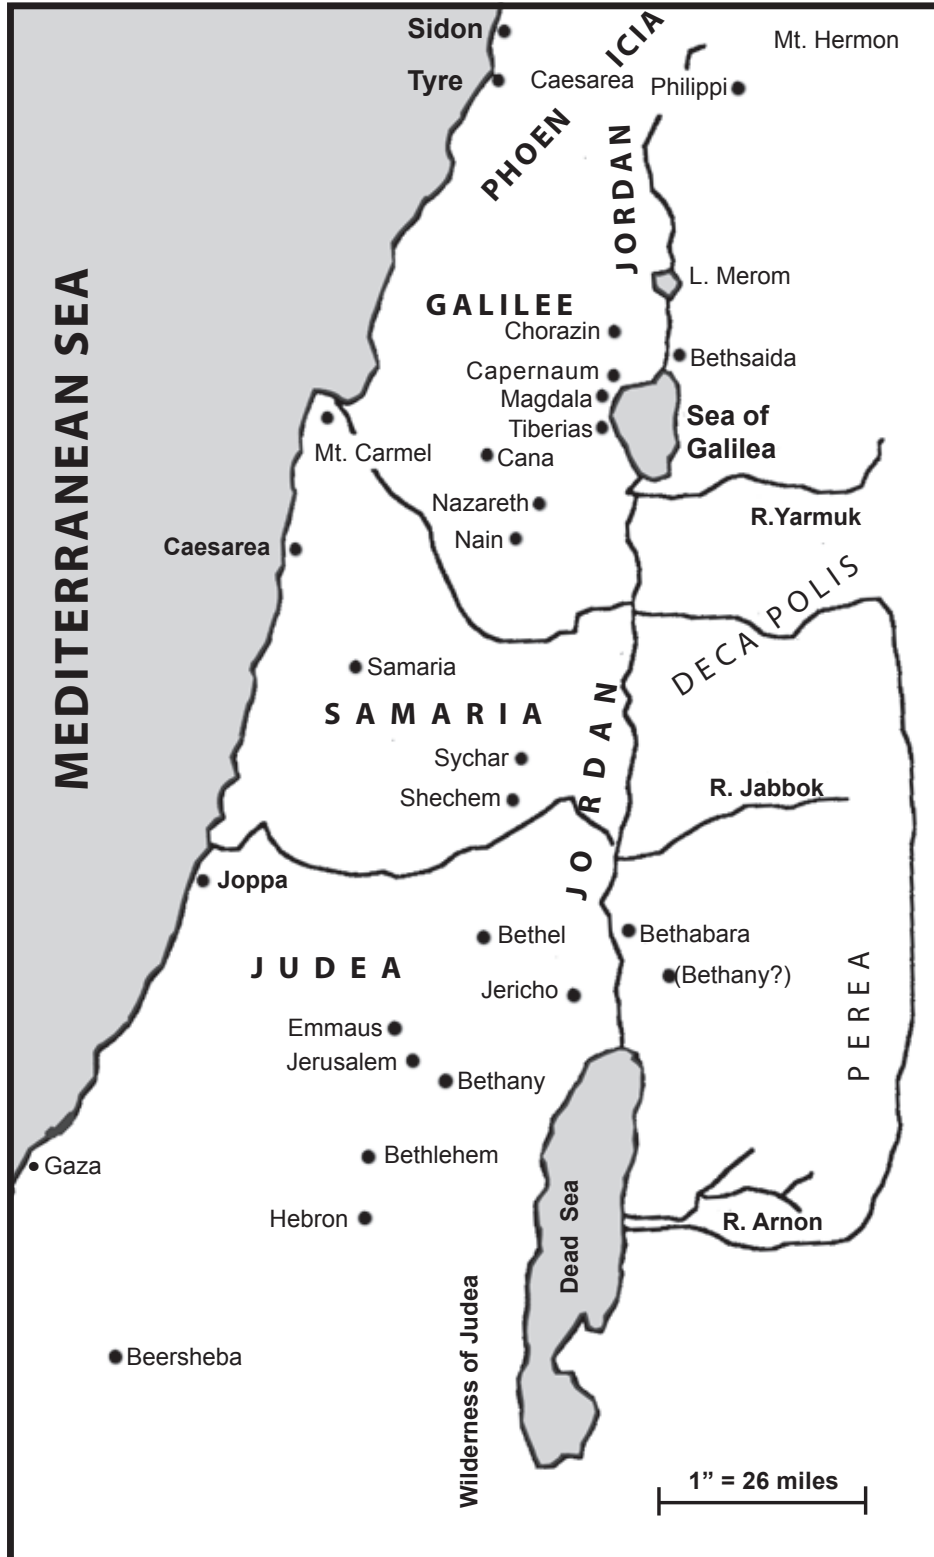 Sidon
ICIA
Mt. Hermon
Tyre
Caesarea Philippi
PHOEN
JORDAN
L. Merom
MEDITERRANEAN SEA
GALILEE
Chorazin
Bethsaida
Capernaum
Magdala
Sea of
Galilea
Tiberias
Mt. Carmel
Cana
Nazareth
R.Yarmuk
Nain
Caesarea
DECA POLIS
Samaria
SAMARIA
JO RDAN
Sychar
R. Jabbok
Shechem
Joppa
Bethel
Bethabara
JUDEA
(Bethany?)
Jericho
PEREA
Emmaus
Jerusalem
Bethany
Bethlehem
Gaza
Hebron
Dead Sea
R. Arnon
Wilderness of Judea
Beersheba
1” = 26 miles